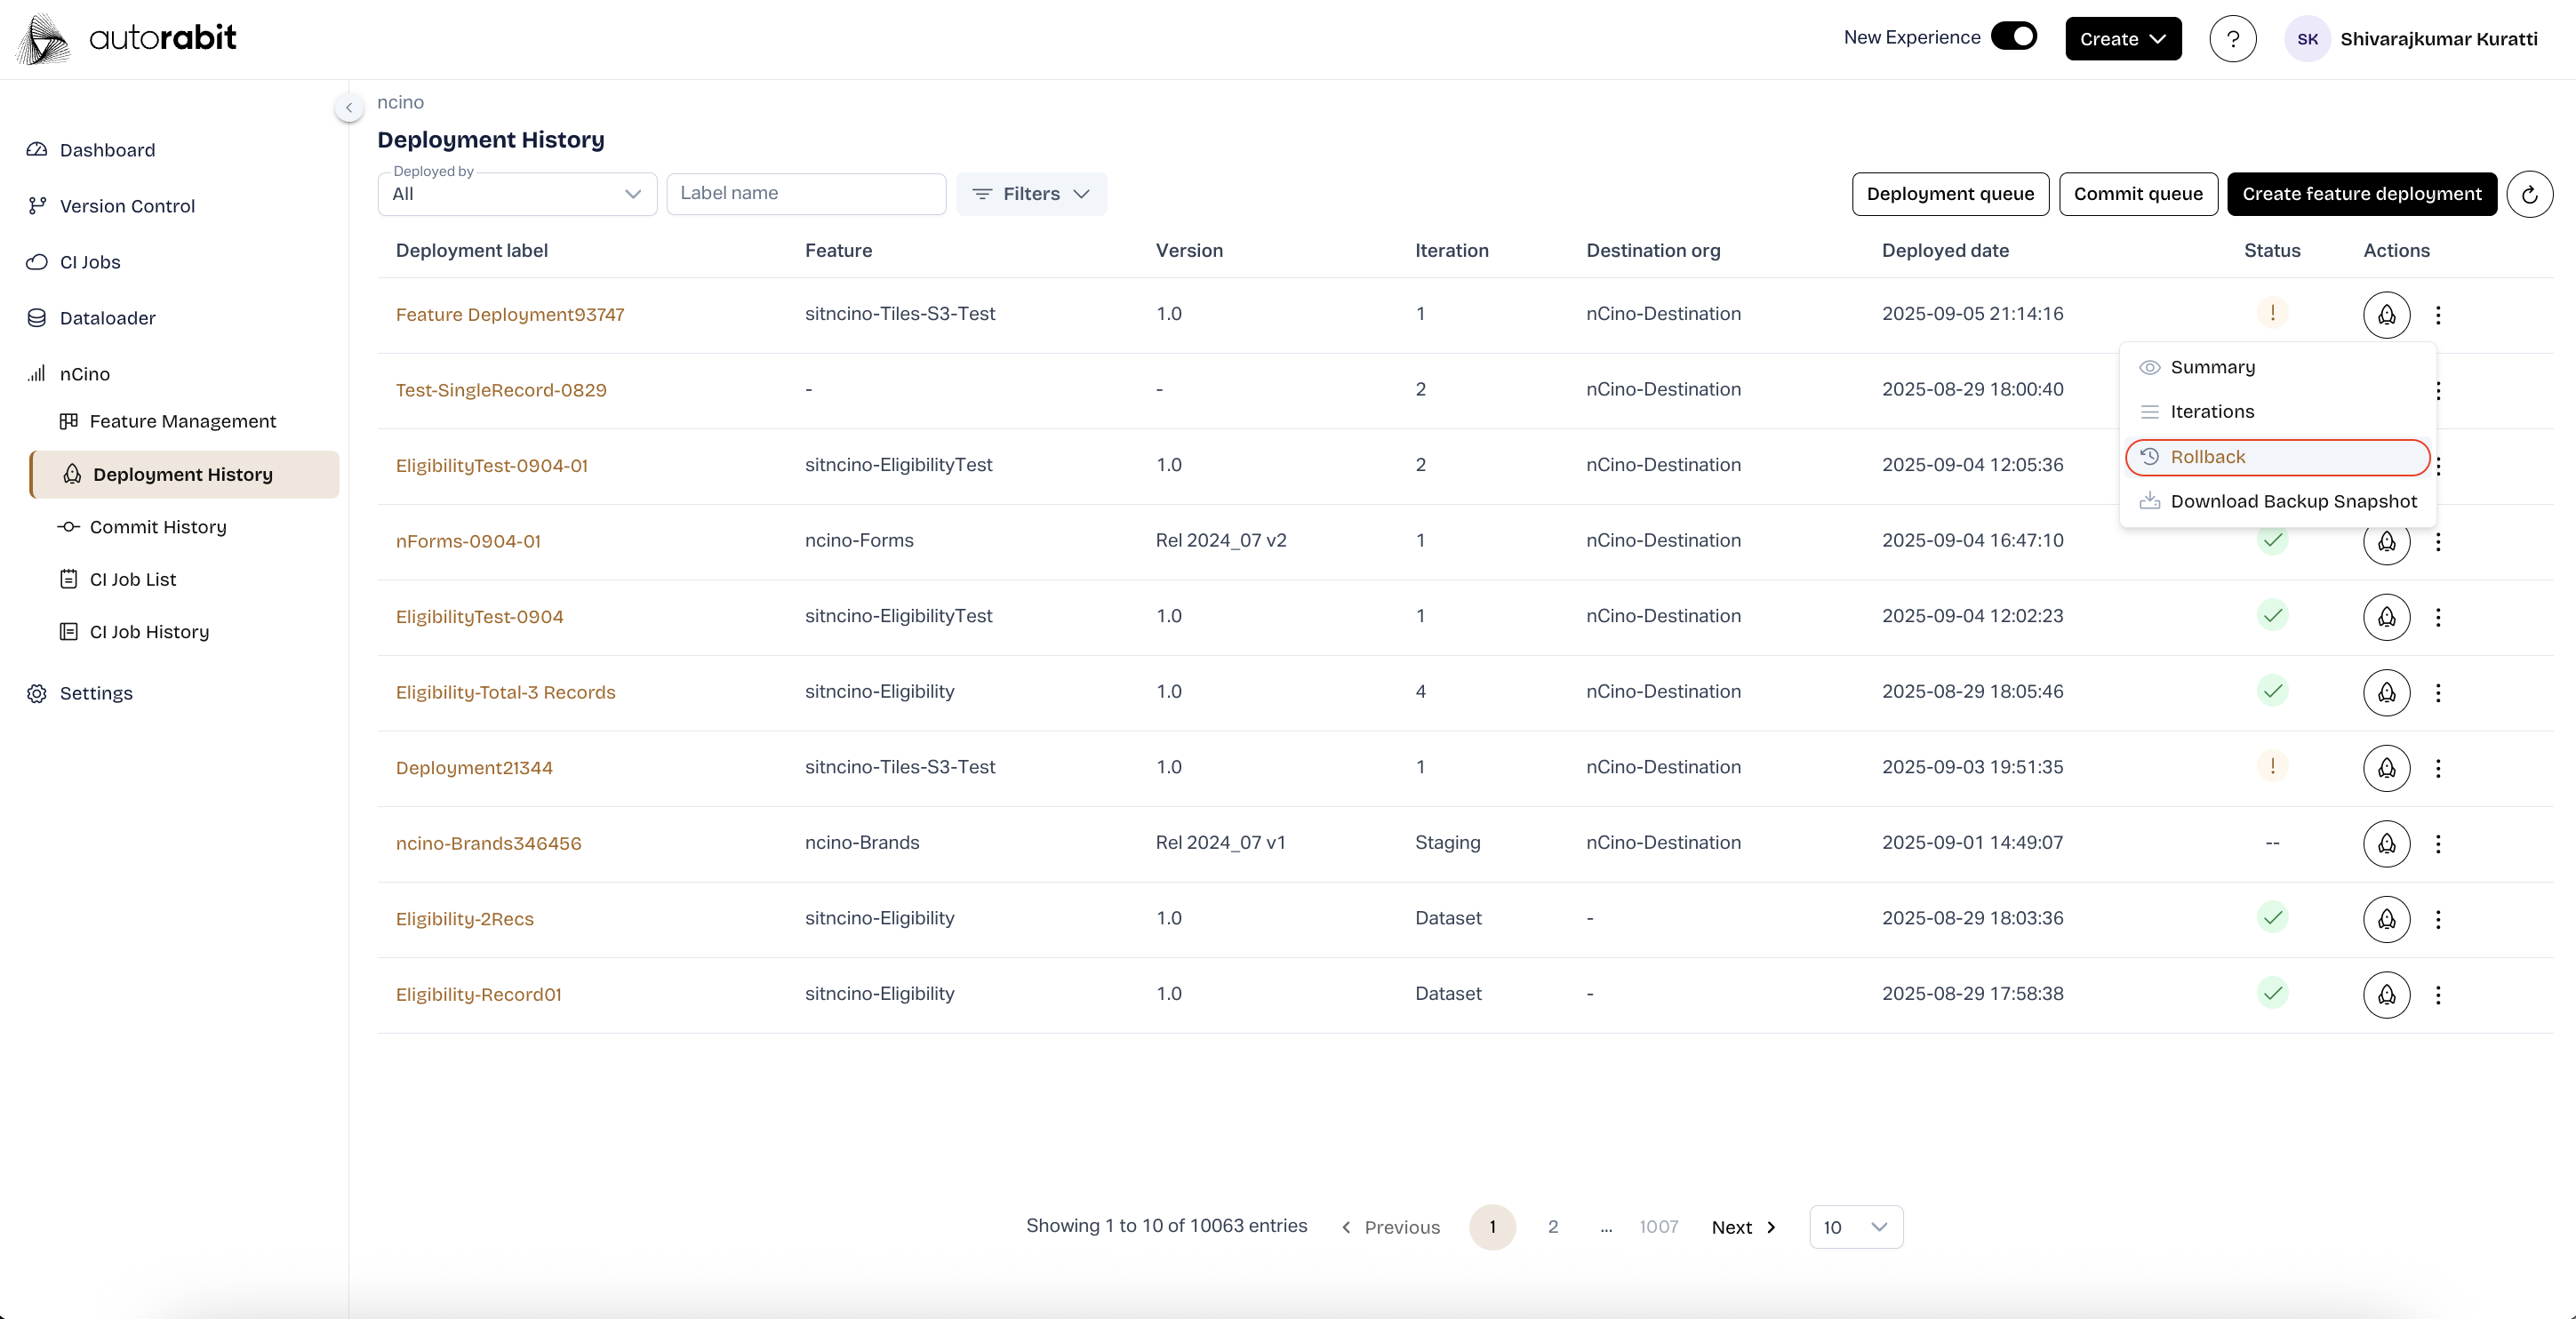 autorabit
New Experience
Create
?
SK
Shivarajkumar Kuratti
Dashboard
Version Control
CI Jobs
Dataloader
nCino
Feature Management
Deployment History
Commit History
CI Job List
CI Job History
Settings
ncino
Deployment History
Deployed by
All
Label name
Filters
Deployment queue
Commit queue
Create feature deployment
Deployment label Feature Version Iteration Destination org Deployed date Status Actions
Feature Deployment93747 sitncino-Tiles-S3-Test 1.0 1 nCino-Destination 2025-09-05 21:14:16 !
Test-SingleRecord-0829 - - 2 nCino-Destination 2025-08-29 18:00:40
EligibilityTest-0904-01 sitncino-EligibilityTest 1.0 2 nCino-Destination 2025-09-04 12:05:36
nForms-0904-01 ncino-Forms Rel 2024_07 v2 1 nCino-Destination 2025-09-04 16:47:10
EligibilityTest-0904 sitncino-EligibilityTest 1.0 1 nCino-Destination 2025-09-04 12:02:23
Eligibility-Total-3 Records sitncino-Eligibility 1.0 4 nCino-Destination 2025-08-29 18:05:46
Deployment21344 sitncino-Tiles-S3-Test 1.0 1 nCino-Destination 2025-09-03 19:51:35 !
ncino-Brands346456 ncino-Brands Rel 2024_07 v1 Staging nCino-Destination 2025-09-01 14:49:07 --
Eligibility-2Recs sitncino-Eligibility 1.0 Dataset - 2025-08-29 18:03:36
Eligibility-Record01 sitncino-Eligibility 1.0 Dataset - 2025-08-29 17:58:38
Summary
Iterations
Rollback
Download Backup Snapshot
Showing 1 to 10 of 10063 entries
Previous 1 2 ... 1007 Next
10